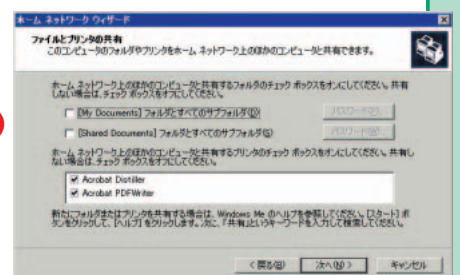 ホーム ネットワーク ウィザード
ファイルとプリンタの共有
このコンピュータのフォルダやプリンタをホーム ネットワーク上のほかのコンピュータと共有できます。
ホーム ネットワーク上のほかのコンピュータと共有するフォルダのチェック ボックスをオンにしてください。共有
しない場合は、チェック ボックスをオフにしてください。
[My Documents] フォルダとすべてのサブフォルダ(D)
パスワード(P)...
[Shared Documents] フォルダとすべてのサブフォルダ(S)
パスワード(W)...
ホーム ネットワーク上のほかのコンピュータと共有するプリンタのチェック ボックスをオンにしてください。共有し
ない場合は、チェック ボックスをオフにしてください。
Acrobat Distiller
Acrobat PDFWriter
新たにフォルダまたはプリンタを共有する場合は、Windows Me のヘルプを参照してください。[スタート] ボ
タンをクリックして、[ヘルプ] をクリックします。次に、「共有」というキーワードを入力して検索してください。
< 戻る(B)
次へ(N) >
キャンセル